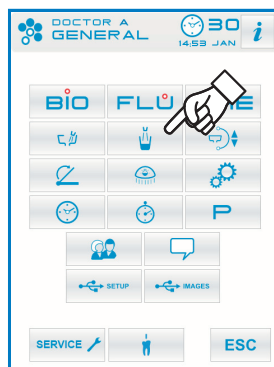 DOCTOR A
GENERAL
30
14:53 JAN
i
BIO
FLU
E
P
SETUP
IMAGES
SERVICE
ESC